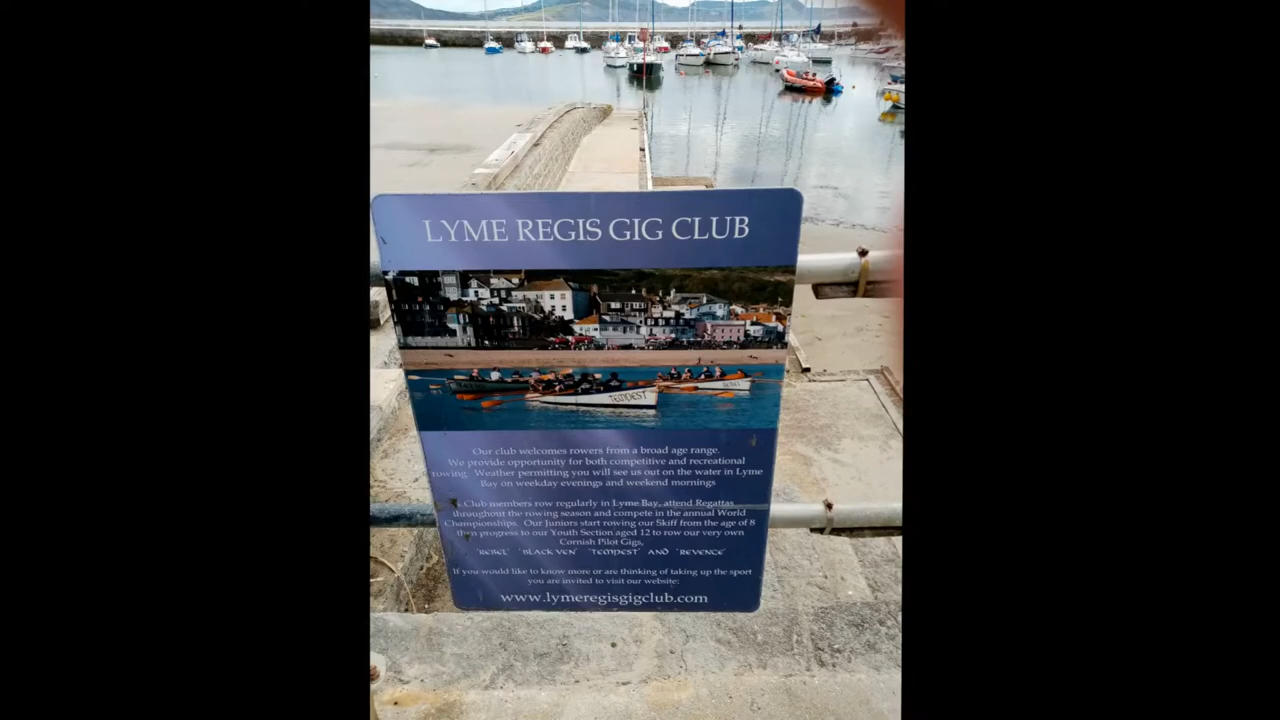 LYME REGIS GIG CLUB
TEMPEST
REBEL
Our club welcomes rowers from a broad age range.
We provide opportunity for both competitive and recreational
rowing. Weather permitting you will see us out on the water in Lyme
Bay on weekday evenings and weekend mornings
Club members row regularly in Lyme Bay, attend Regattas
throughout the rowing season and compete in the annual World
Championships. Our Juniors start rowing our Skiff from the age of 8
then progress to our Youth Section aged 12 to row our very own
Cornish Pilot Gigs,
'REBEL' 'BLACK VEN' 'TEMPEST' AND 'REVENGE'
If you would like to know more or are thinking of taking up the sport
you are invited to visit our website:
www.lymeregisgigclub.com